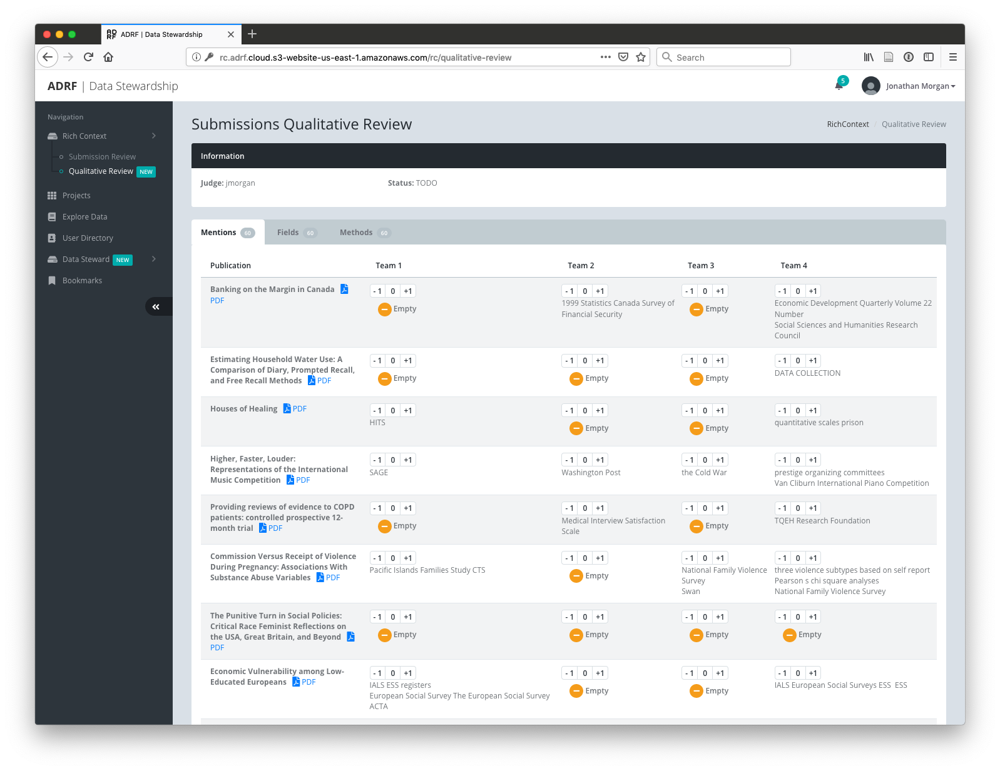 ADRF | Data Stewardship
rc.adrf.cloud.s3-website-us-east-1.amazonaws.com/rc/qualitative-review
Search
ADRF | Data Stewardship
5
Jonathan Morgan
Navigation
Rich Context
Submission Review
Qualitative Review NEW
Projects
Explore Data
User Directory
Data Steward NEW
Bookmarks
Submissions Qualitative Review
RichContext / Qualitative Review
Information
Judge: jmorgan
Status: TODO
Mentions 60
Fields 60
Methods 60
Publication
Team 1
Team 2
Team 3
Team 4
Banking on the Margin in Canada
PDF
-1 0 +1
Empty
-1 0 +1
1999 Statistics Canada Survey of
Financial Security
-1 0 +1
Empty
-1 0 +1
Economic Development Quarterly Volume 22
Number
Social Sciences and Humanities Research
Council
Estimating Household Water Use: A
Comparison of Diary, Prompted Recall,
and Free Recall Methods PDF
-1 0 +1
Empty
-1 0 +1
Empty
-1 0 +1
Empty
-1 0 +1
DATA COLLECTION
Houses of Healing PDF
-1 0 +1
HITS
-1 0 +1
Empty
-1 0 +1
Empty
-1 0 +1
quantitative scales prison
Higher, Faster, Louder:
Representations of the International
Music Competition PDF
-1 0 +1
SAGE
-1 0 +1
Washington Post
-1 0 +1
the Cold War
-1 0 +1
prestige organizing committees
Van Cliburn International Piano Competition
Providing reviews of evidence to COPD
patients: controlled prospective 12-
month trial PDF
-1 0 +1
Empty
-1 0 +1
Medical Interview Satisfaction
Scale
-1 0 +1
Empty
-1 0 +1
TQEH Research Foundation
Commission Versus Receipt of Violence
During Pregnancy: Associations With
Substance Abuse Variables PDF
-1 0 +1
Pacific Islands Families Study CTS
-1 0 +1
Empty
-1 0 +1
National Family Violence
Survey
Swan
-1 0 +1
three violence subtypes based on self report
Pearson s chi square analyses
National Family Violence Survey
The Punitive Turn in Social Policies:
Critical Race Feminist Reflections on
the USA, Great Britain, and Beyond
PDF
-1 0 +1
Empty
-1 0 +1
Empty
-1 0 +1
Empty
-1 0 +1
Empty
Economic Vulnerability among Low-
Educated Europeans PDF
-1 0 +1
IALS ESS registers
European Social Survey The European Social Survey
ACTA
-1 0 +1
Empty
-1 0 +1
Empty
-1 0 +1
IALS European Social Surveys ESS ESS